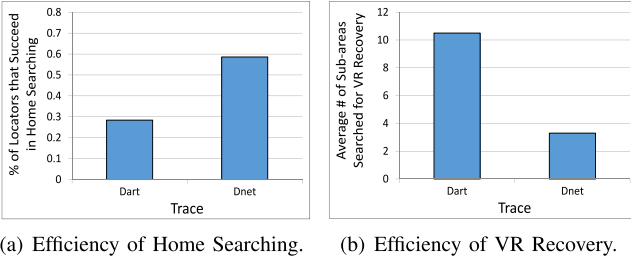 % of Locators that Succeed
in Home Searching
0.8
0.7
0.6
0.5
0.4
0.3
0.2
0.1
0
Dart Dnet
Trace
(a) Efficiency of Home Searching.
Average # of Sub-areas
Searched for VR Recovery
12
10
8
6
4
2
0
Dart Dnet
Trace
(b) Efficiency of VR Recovery.